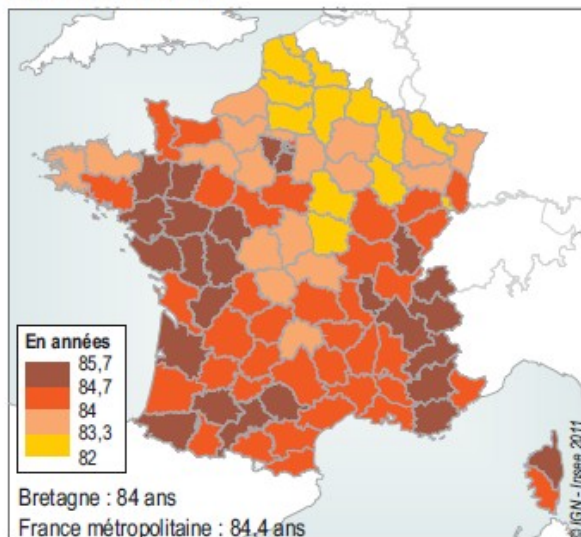 En années
85,7
84,7
84
83,3
82
Bretagne : 84 ans
France métropolitaine : 84,4 ans
© IGN - Insee 2011